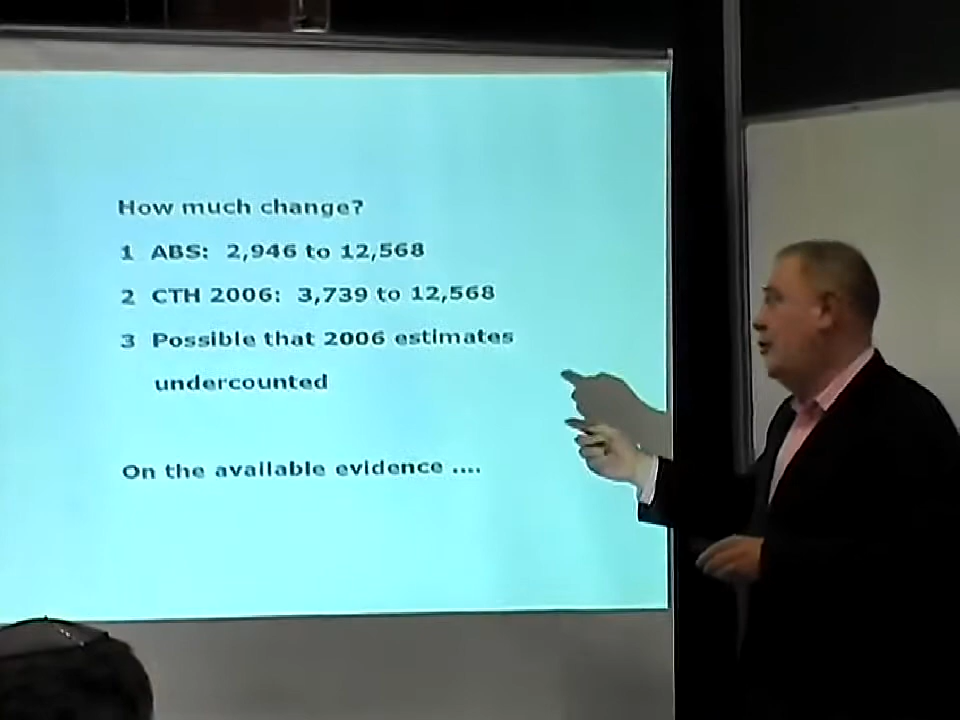 How much change?
1 ABS: 2,946 to 12,568
2 CTH 2006: 3,739 to 12,568
3 Possible that 2006 estimates
undercounted
On the available evidence ....